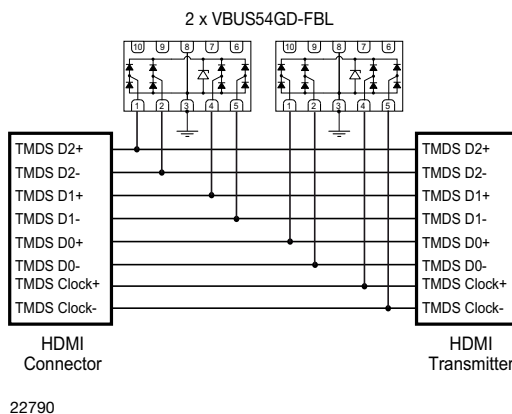 2 x VBUS54GD-FBL
10 9 8 7 6
10 9 8 7 6
1 2 3 4 5
1 2 3 4 5
TMDS D2+
TMDS D2-
TMDS D1+
TMDS D1-
TMDS D0+
TMDS D0-
TMDS Clock+
TMDS Clock-
TMDS D2+
TMDS D2-
TMDS D1+
TMDS D1-
TMDS D0+
TMDS D0-
TMDS Clock+
TMDS Clock-
HDMI
Connector
HDMI
Transmitter
22790